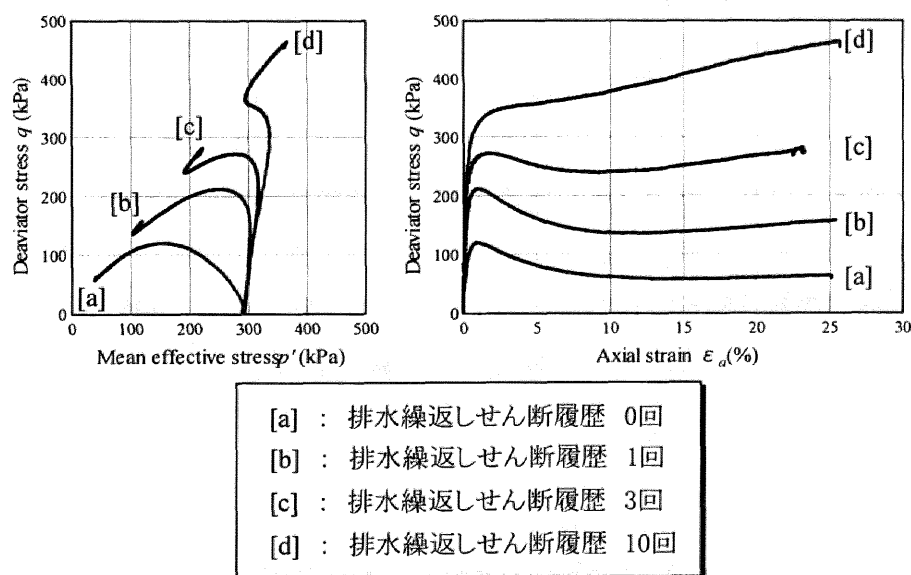 500
400
300
200
100
0
Deaviator stress q (kPa)
[d]
[c]
[b]
[a]
0 100 200 300 400 500
Mean effective stressp′(kPa)
500
400
300
200
100
0
Deaviator stress q (kPa)
[d]
[c]
[b]
[a]
0 5 10 15 20 25 30
Axial strain ε a(%)
[a] : 排水繰返しせん断履歴 0回
[b] : 排水繰返しせん断履歴 1回
[c] : 排水繰返しせん断履歴 3回
[d] : 排水繰返しせん断履歴 10回